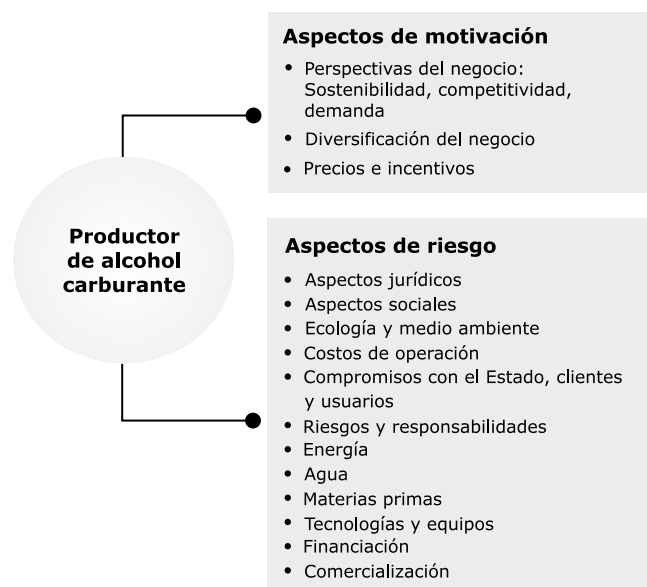 Aspectos de motivación
• Perspectivas del negocio:
Sostenibilidad, competitividad,
demanda
• Diversificación del negocio
• Precios e incentivos
Productor
de alcohol
carburante
Aspectos de riesgo
• Aspectos jurídicos
• Aspectos sociales
• Ecología y medio ambiente
• Costos de operación
• Compromisos con el Estado, clientes
y usuarios
• Riesgos y responsabilidades
• Energía
• Agua
• Materias primas
• Tecnologías y equipos
• Financiación
• Comercialización